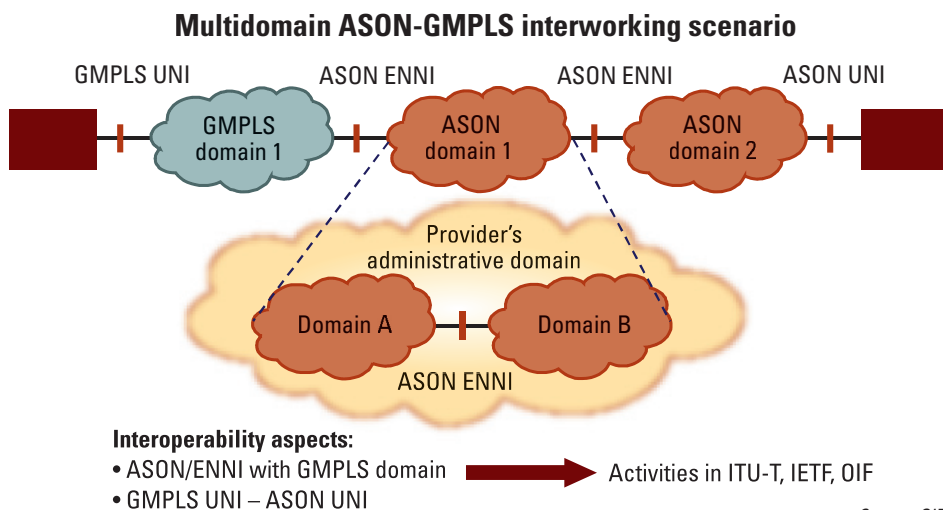 Multidomain ASON-GMPLS interworking scenario
GMPLS UNI
ASON ENNI
ASON ENNI
ASON UNI
GMPLS
domain 1
ASON
domain 1
ASON
domain 2
Provider's
administrative domain
Domain A
Domain B
ASON ENNI
Interoperability aspects:
• ASON/ENNI with GMPLS domain
Activities in ITU-T, IETF, OIF
• GMPLS UNI – ASON UNI